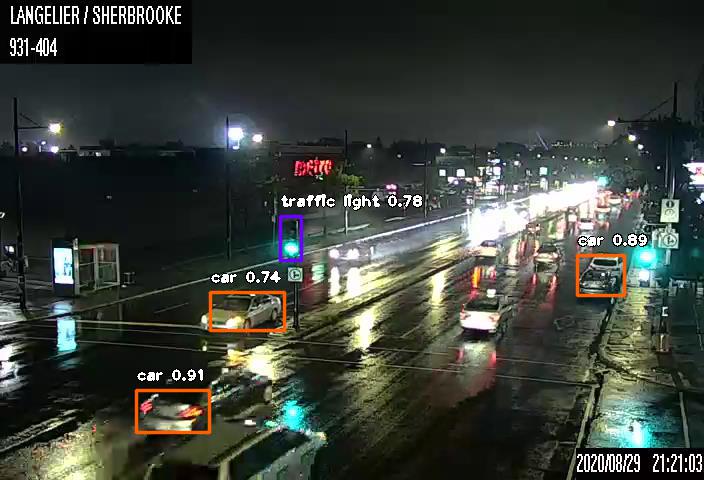 LANGELIER / SHERBROOKE
931-404
metro
traffic light 0.78
car 0.89
car 0.74
car 0.91
2020/08/29 21:21:03